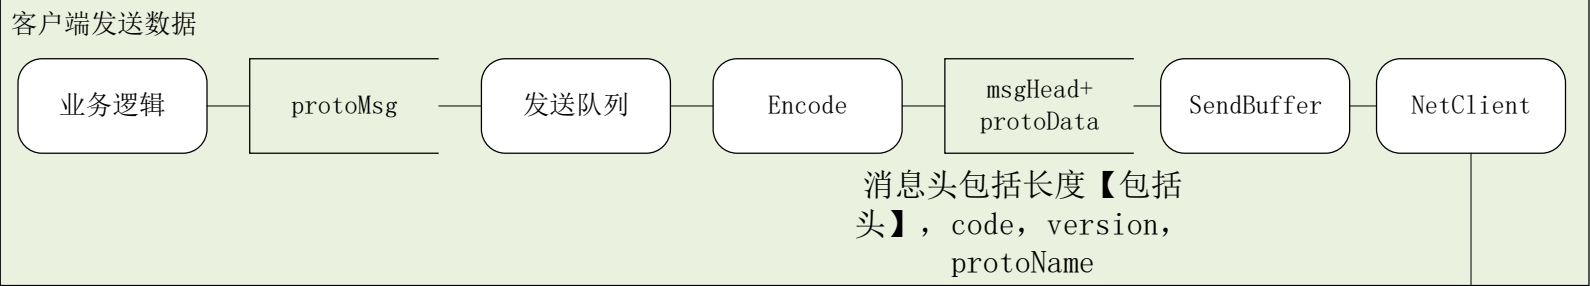 客户端发送数据
业务逻辑
protoMsg
发送队列
Encode
msgHead+
protoData
SendBuffer
NetClient
消息头包括长度【包括
头】，code，version，
protoName